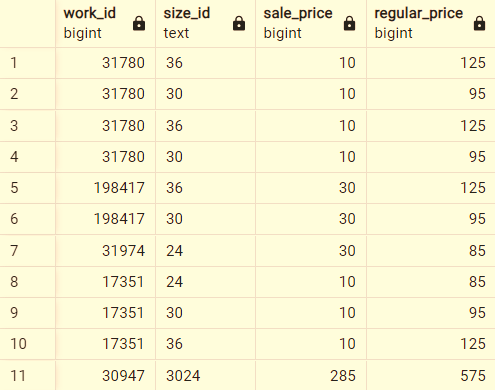 work_id size_id sale_price regular_price
bigint text bigint bigint
1 31780 36 10 125
2 31780 30 10 95
3 31780 36 10 125
4 31780 30 10 95
5 198417 36 30 125
6 198417 30 30 95
7 31974 24 30 85
8 17351 24 10 85
9 17351 30 10 95
10 17351 36 10 125
11 30947 3024 285 575